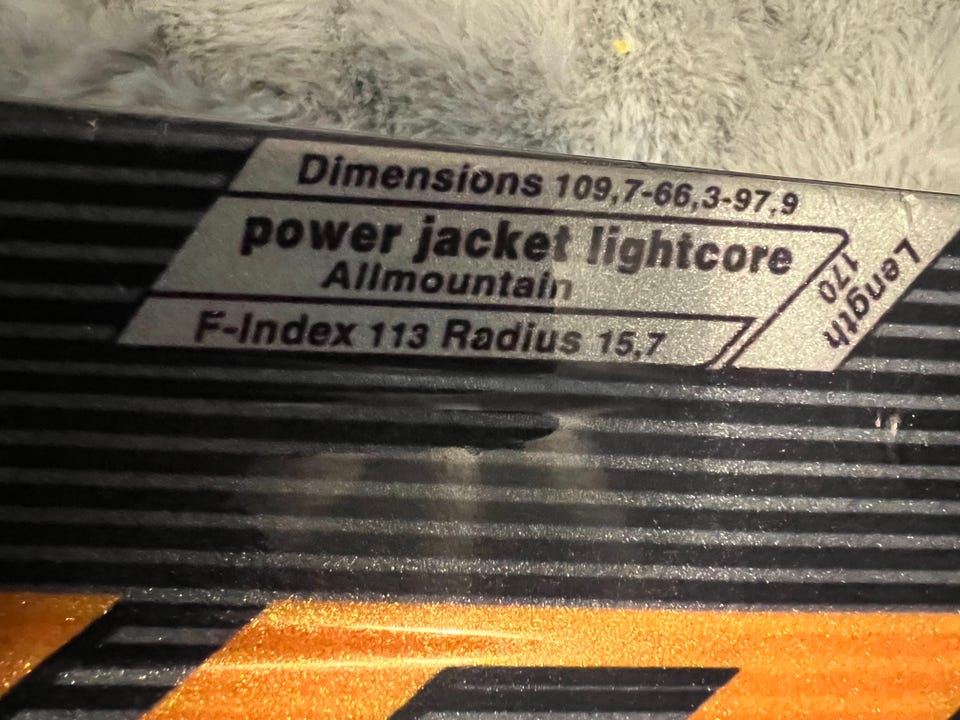 Dimensions 109,7-66,3-97,9
power jacket lightcore
Allmountain
F-Index 113 Radius 15,7
Length
170